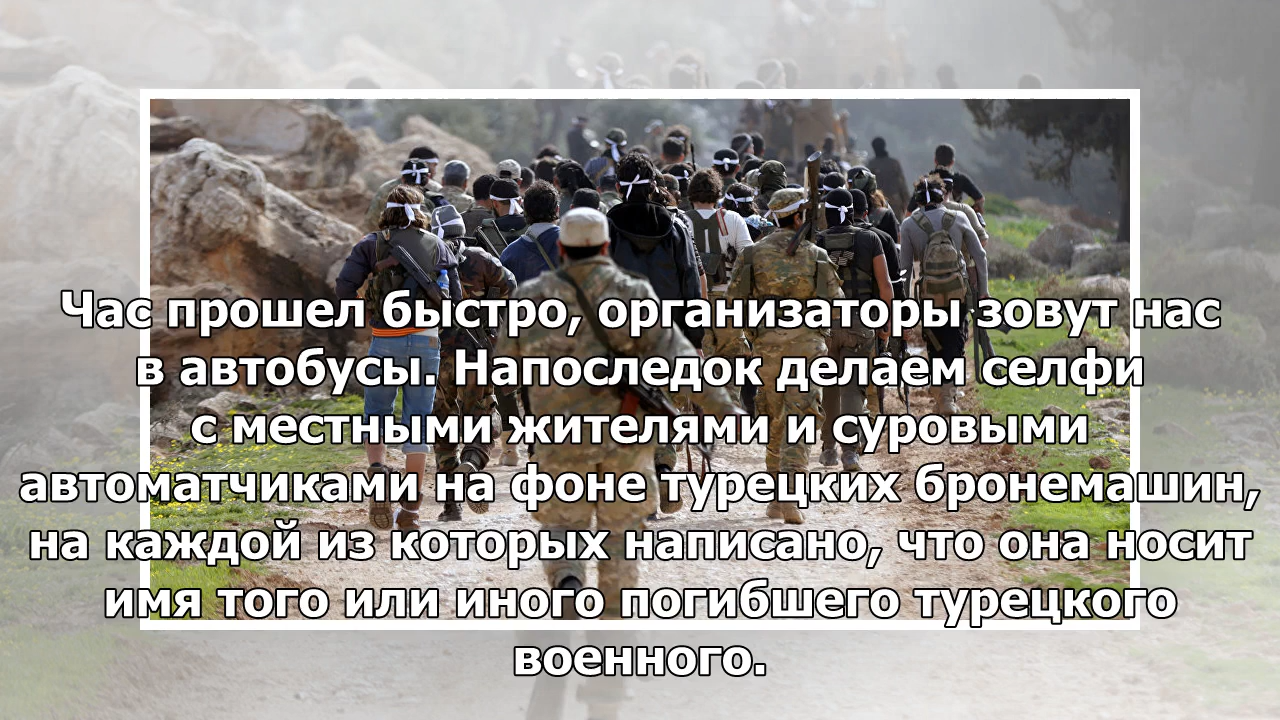 Час прошел быстро, организаторы зовут нас
в автобусы. Напоследок делаем селфи
с местными жителями и суровыми
автоматчиками на фоне турецких бронемашин,
на каждой из которых написано, что она носит
имя того или иного погибшего турецкого
военного.